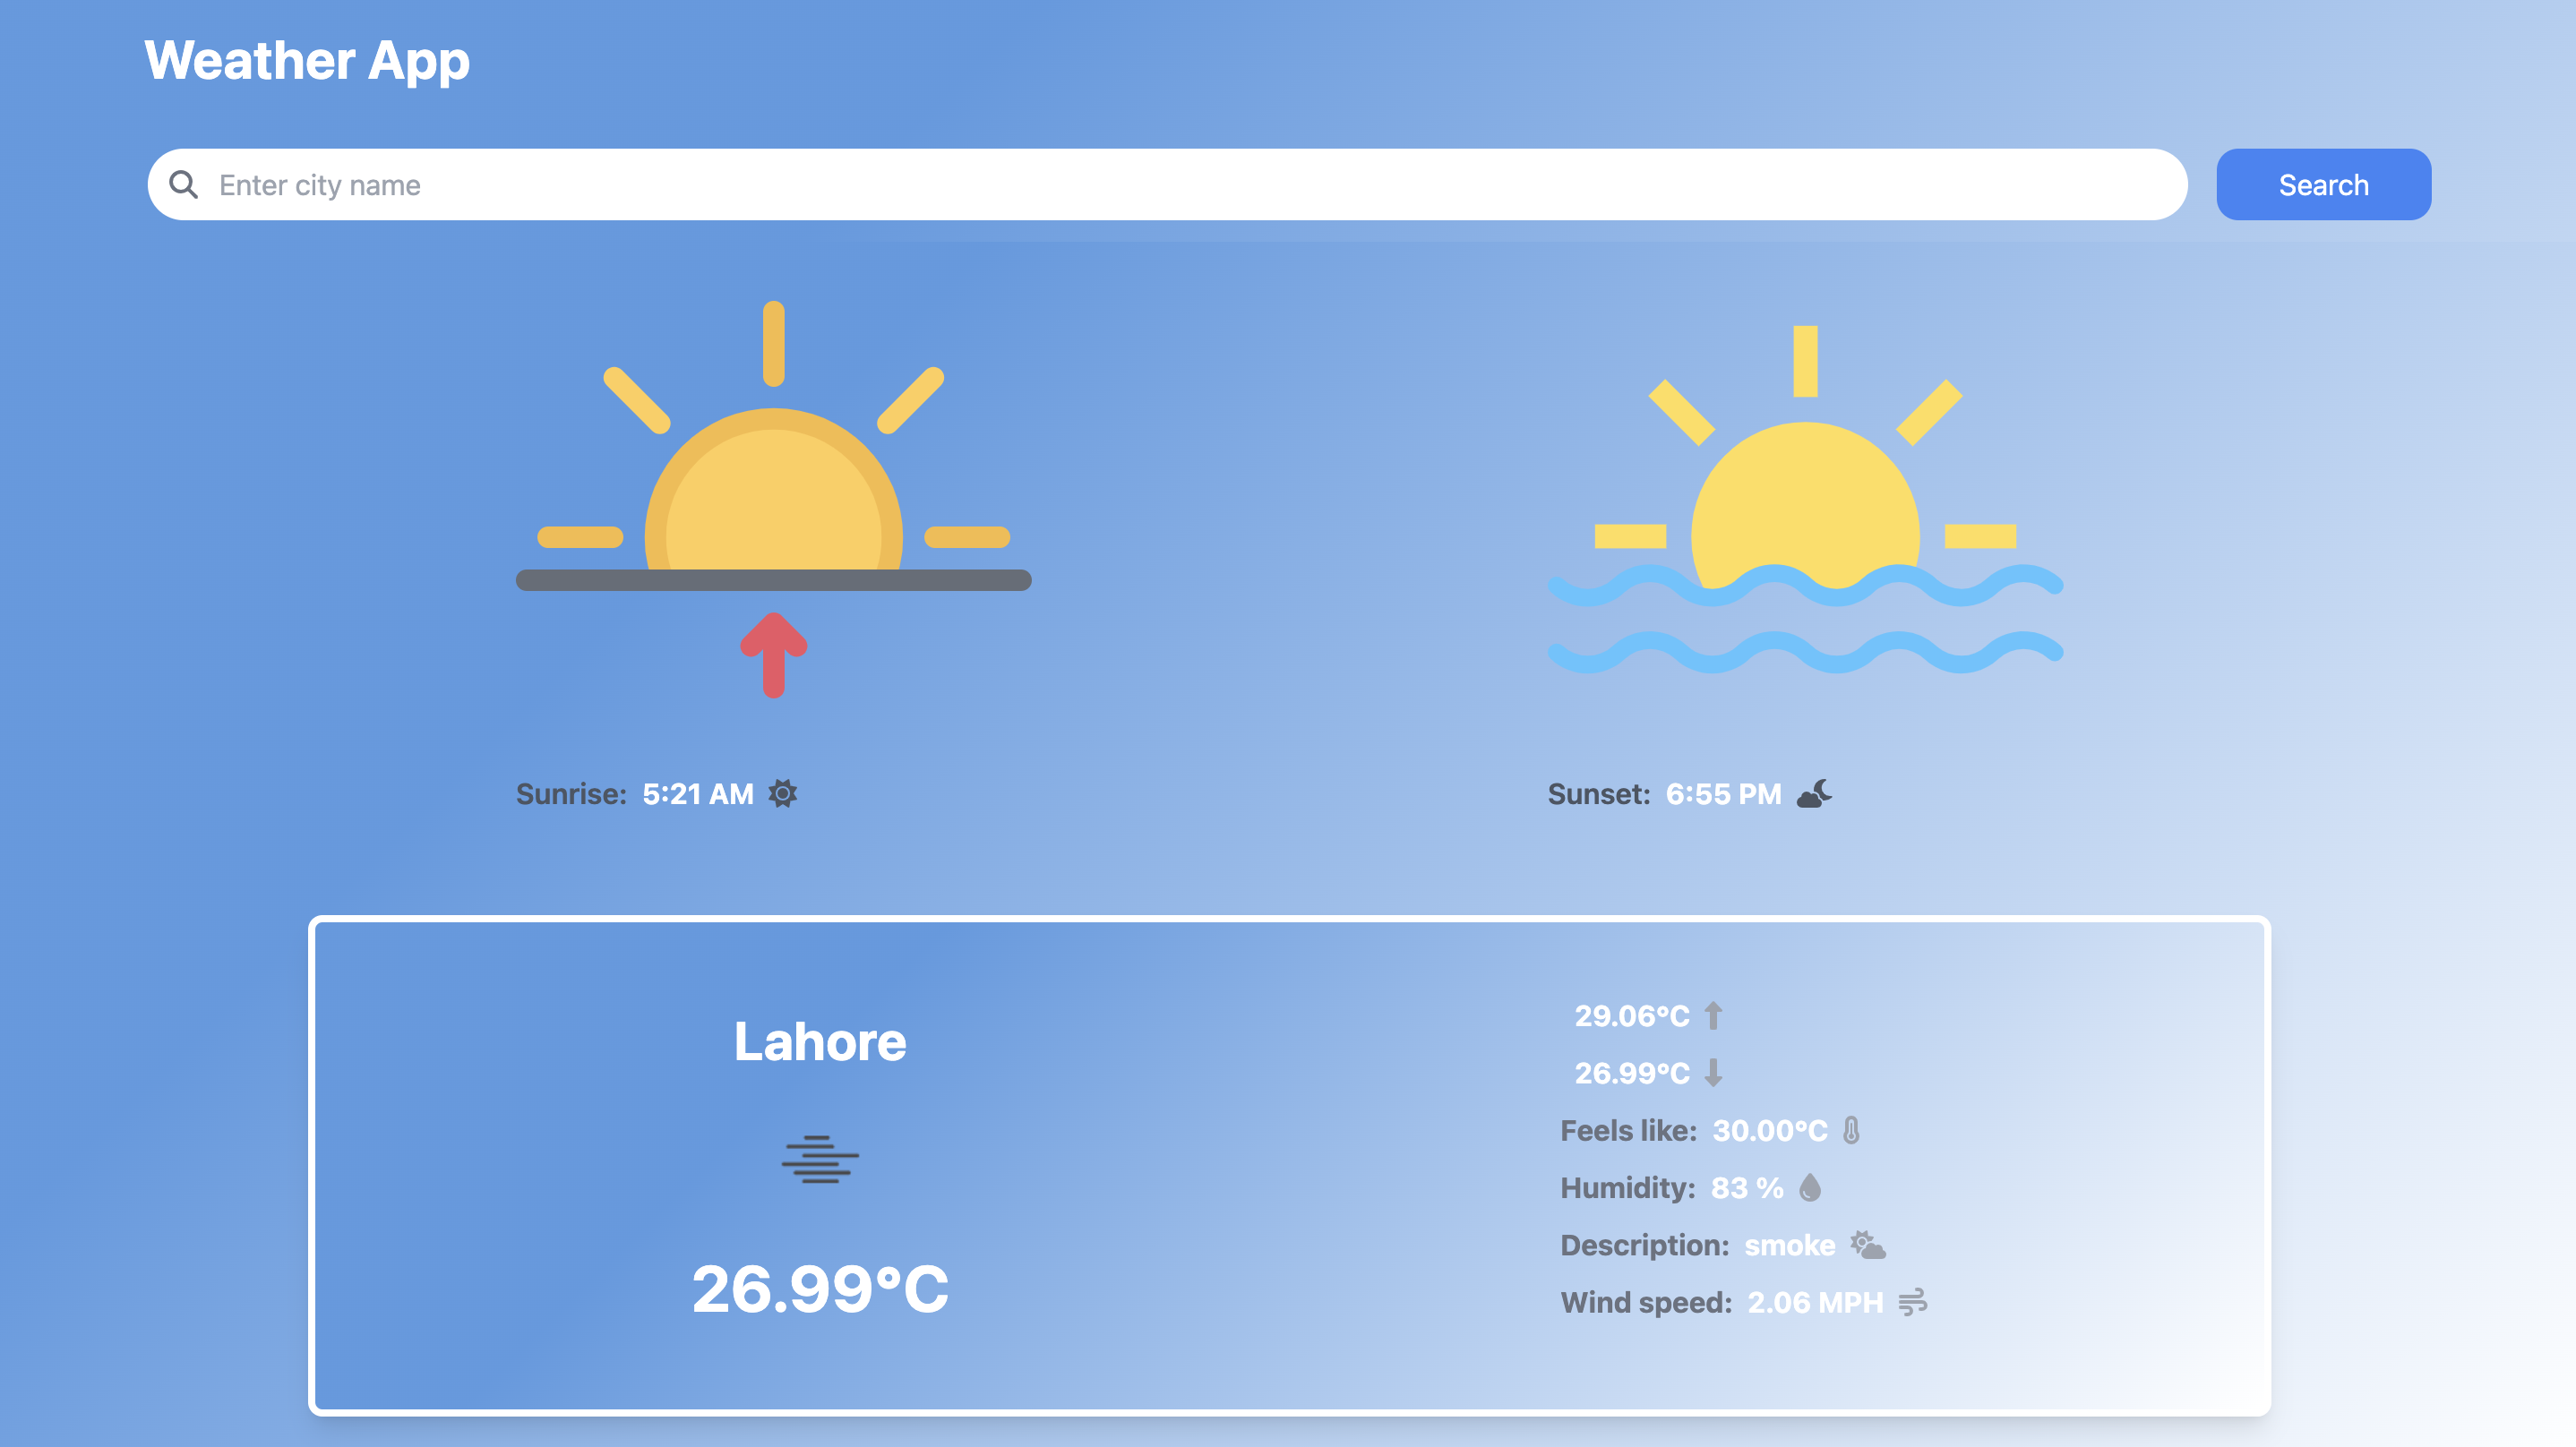 Weather App
Enter city name
Search
Sunrise: 5:21 AM
Sunset: 6:55 PM
Lahore
26.99°C
29.06°C
26.99°C
Feels like: 30.00°C
Humidity: 83 %
Description: smoke
Wind speed: 2.06 MPH